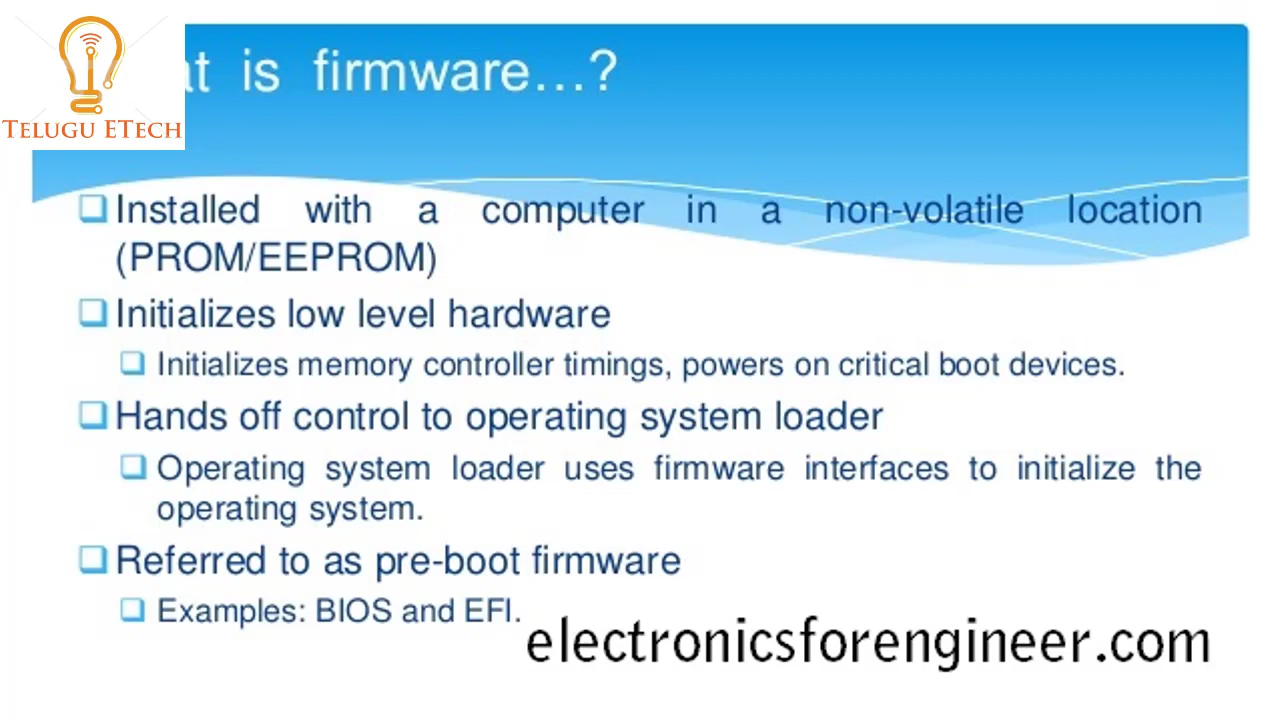 TELUGU ETECH
at is firmware...?
Installed with a computer in a non-volatile location
(PROM/EEPROM)
Initializes low level hardware
Initializes memory controller timings, powers on critical boot devices.
Hands off control to operating system loader
Operating system loader uses firmware interfaces to initialize the
operating system.
Referred to as pre-boot firmware
Examples: BIOS and EFI.
electronicsforengineer.com